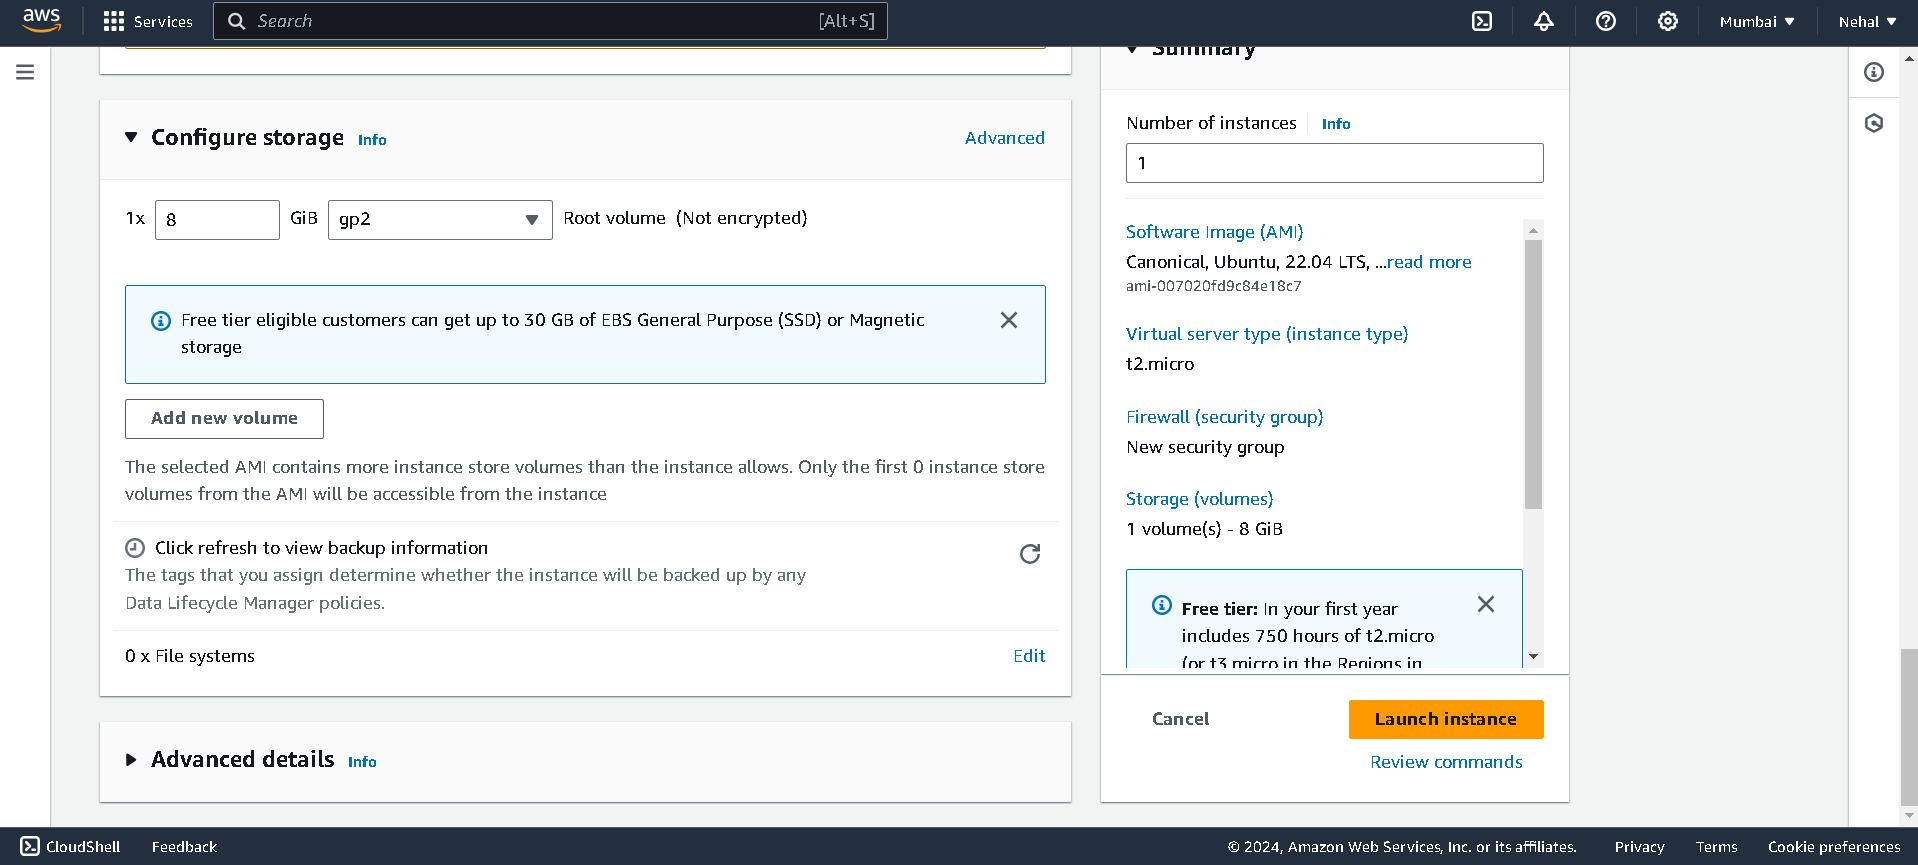 aws
Services
Search
[Alt+S]
Mumbai
Nehal
Configure storage Info
Advanced
1x 8 GiB gp2 Root volume (Not encrypted)
Free tier eligible customers can get up to 30 GB of EBS General Purpose (SSD) or Magnetic
storage
Add new volume
The selected AMI contains more instance store volumes than the instance allows. Only the first 0 instance store
volumes from the AMI will be accessible from the instance
Click refresh to view backup information
The tags that you assign determine whether the instance will be backed up by any
Data Lifecycle Manager policies.
0 x File systems
Edit
Advanced details Info
Summary
Number of instances Info
1
Software Image (AMI)
Canonical, Ubuntu, 22.04 LTS, ...read more
ami-007020fd9c84e18c7
Virtual server type (instance type)
t2.micro
Firewall (security group)
New security group
Storage (volumes)
1 volume(s) - 8 GiB
Free tier: In your first year
includes 750 hours of t2.micro
(or t3.micro in the Regions in
Cancel
Launch instance
Review commands
CloudShell
Feedback
© 2024, Amazon Web Services, Inc. or its affiliates.
Privacy
Terms
Cookie preferences